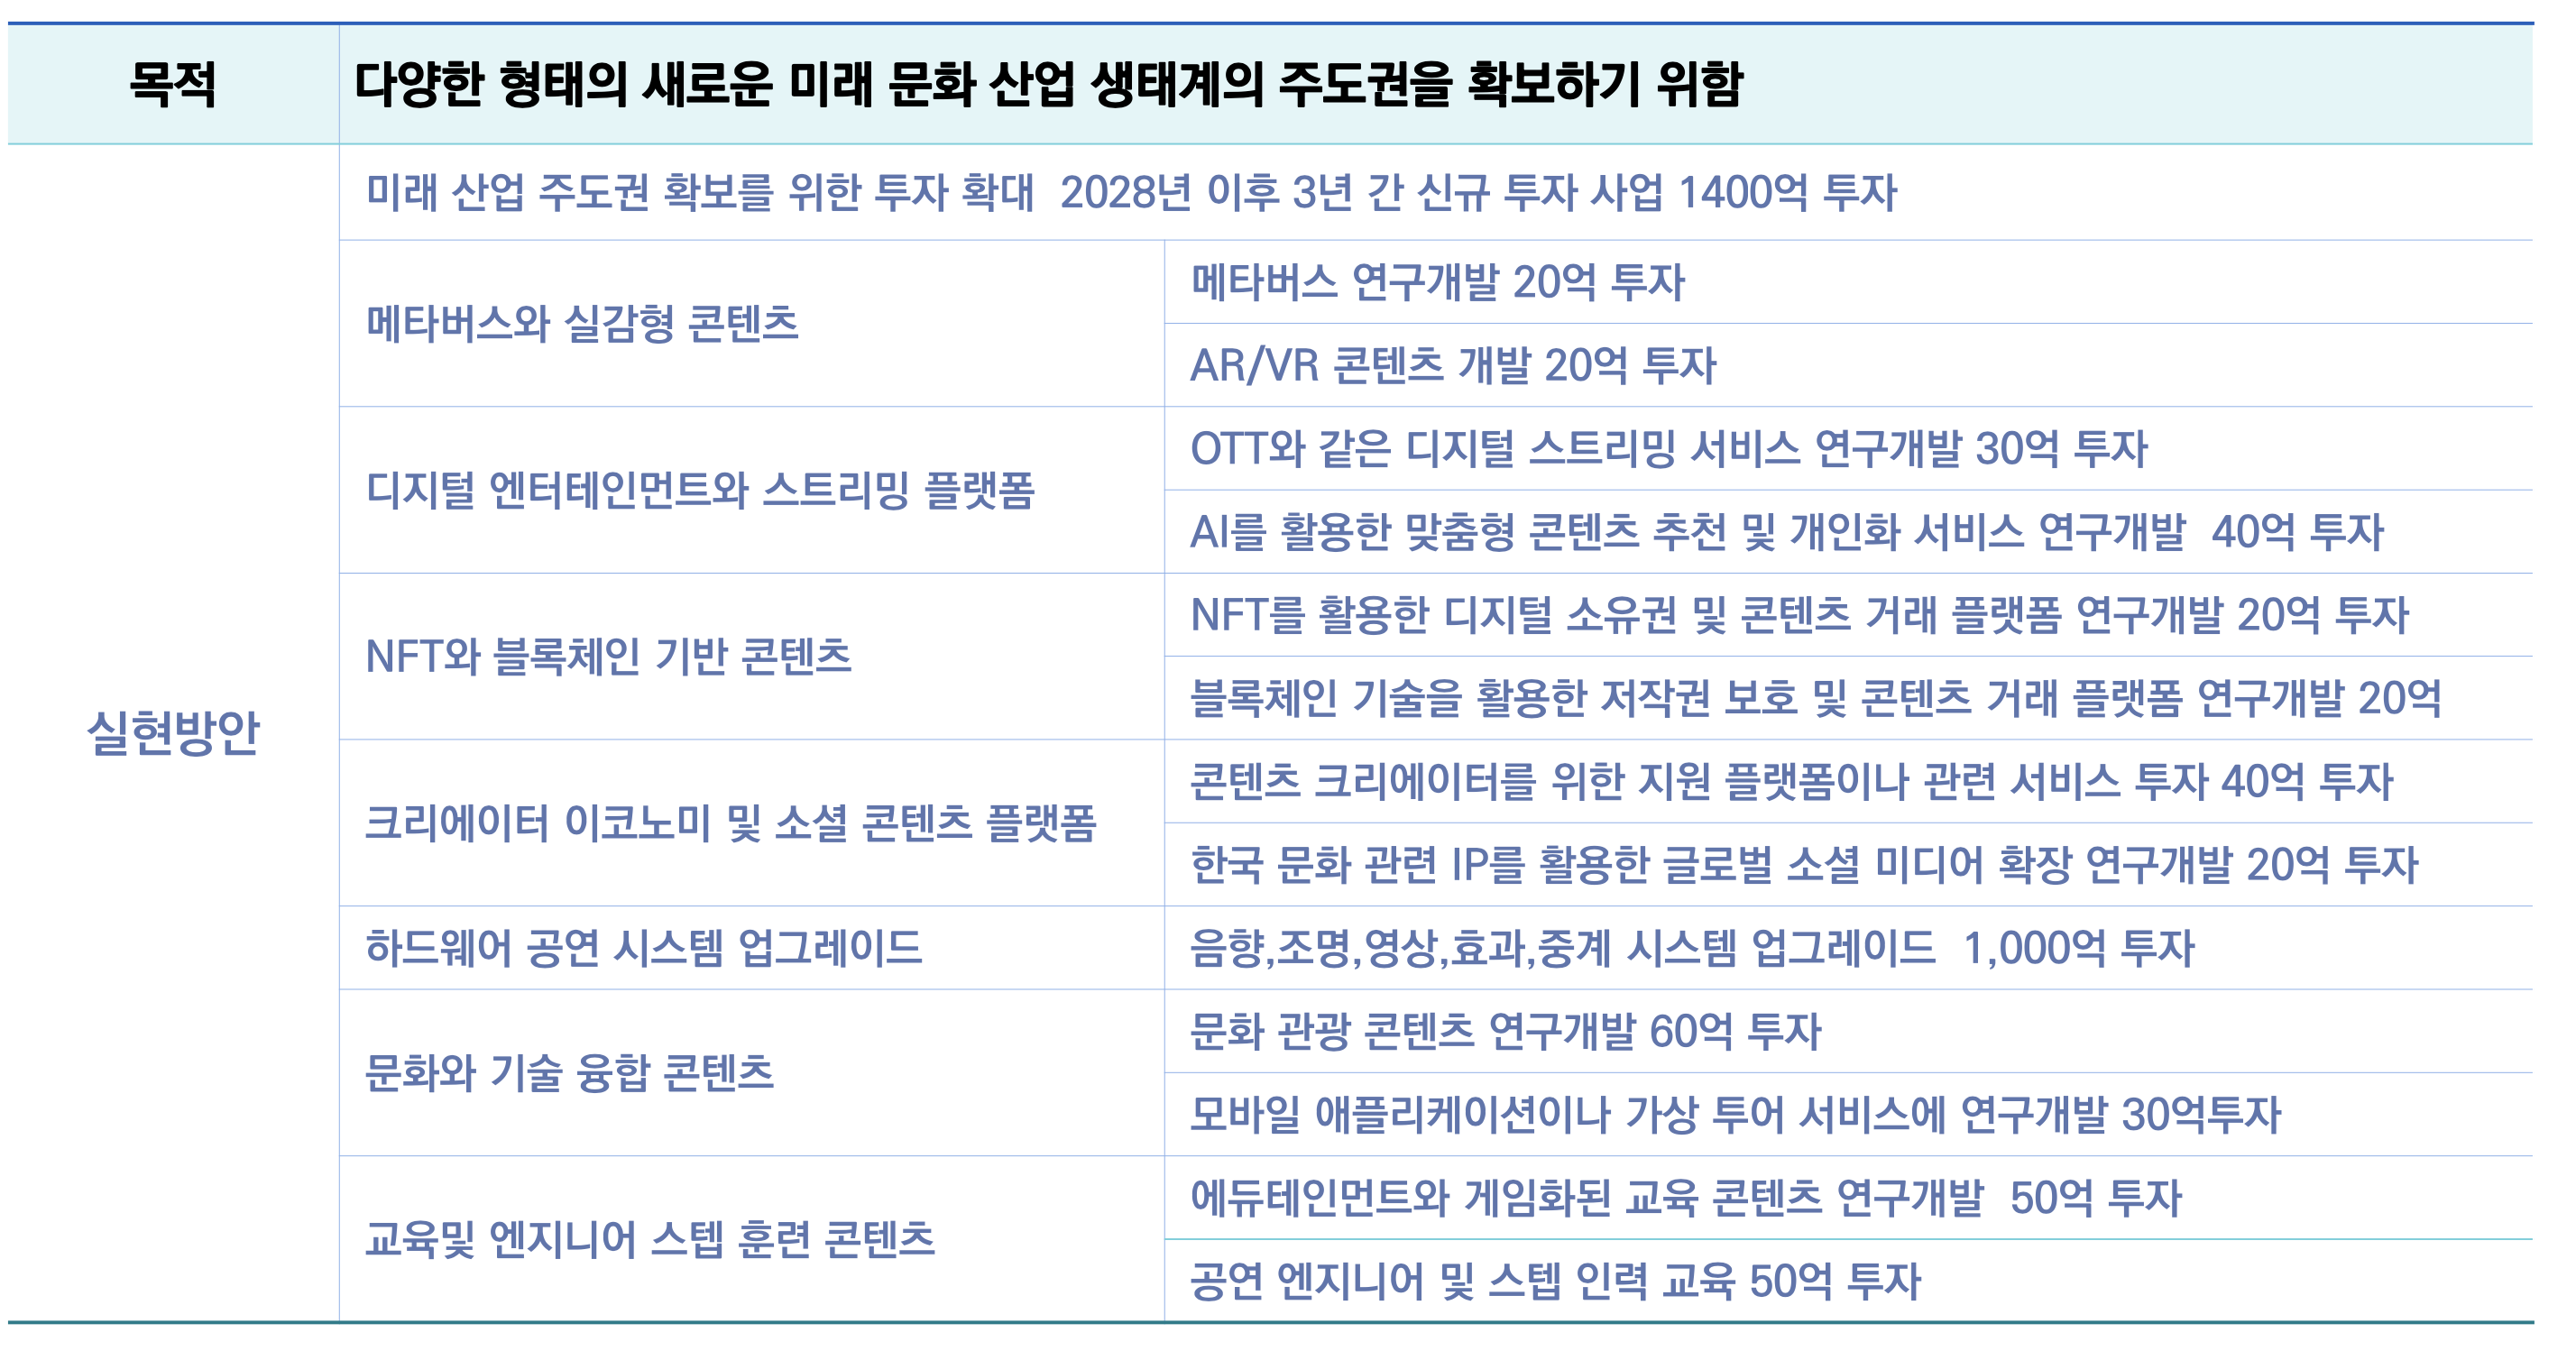 목적
다양한 형태의 새로운 미래 문화 산업 생태계의 주도권을 확보하기 위함
실현방안
미래 산업 주도권 확보를 위한 투자 확대  2028년 이후 3년 간 신규 투자 사업 1400억 투자
메타버스와 실감형 콘텐츠
메타버스 연구개발 20억 투자
AR/VR 콘텐츠 개발 20억 투자
디지털 엔터테인먼트와 스트리밍 플랫폼
OTT와 같은 디지털 스트리밍 서비스 연구개발 30억 투자
AI를 활용한 맞춤형 콘텐츠 추천 및 개인화 서비스 연구개발  40억 투자
NFT와 블록체인 기반 콘텐츠
NFT를 활용한 디지털 소유권 및 콘텐츠 거래 플랫폼 연구개발 20억 투자
블록체인 기술을 활용한 저작권 보호 및 콘텐츠 거래 플랫폼 연구개발 20억
크리에이터 이코노미 및 소셜 콘텐츠 플랫폼
콘텐츠 크리에이터를 위한 지원 플랫폼이나 관련 서비스 투자 40억 투자
한국 문화 관련 IP를 활용한 글로벌 소셜 미디어 확장 연구개발 20억 투자
하드웨어 공연 시스템 업그레이드
음향,조명,영상,효과,중계 시스템 업그레이드  1,000억 투자
문화와 기술 융합 콘텐츠
문화 관광 콘텐츠 연구개발 60억 투자
모바일 애플리케이션이나 가상 투어 서비스에 연구개발 30억투자
교육및 엔지니어 스텝 훈련 콘텐츠
에듀테인먼트와 게임화된 교육 콘텐츠 연구개발  50억 투자
공연 엔지니어 및 스텝 인력 교육 50억 투자